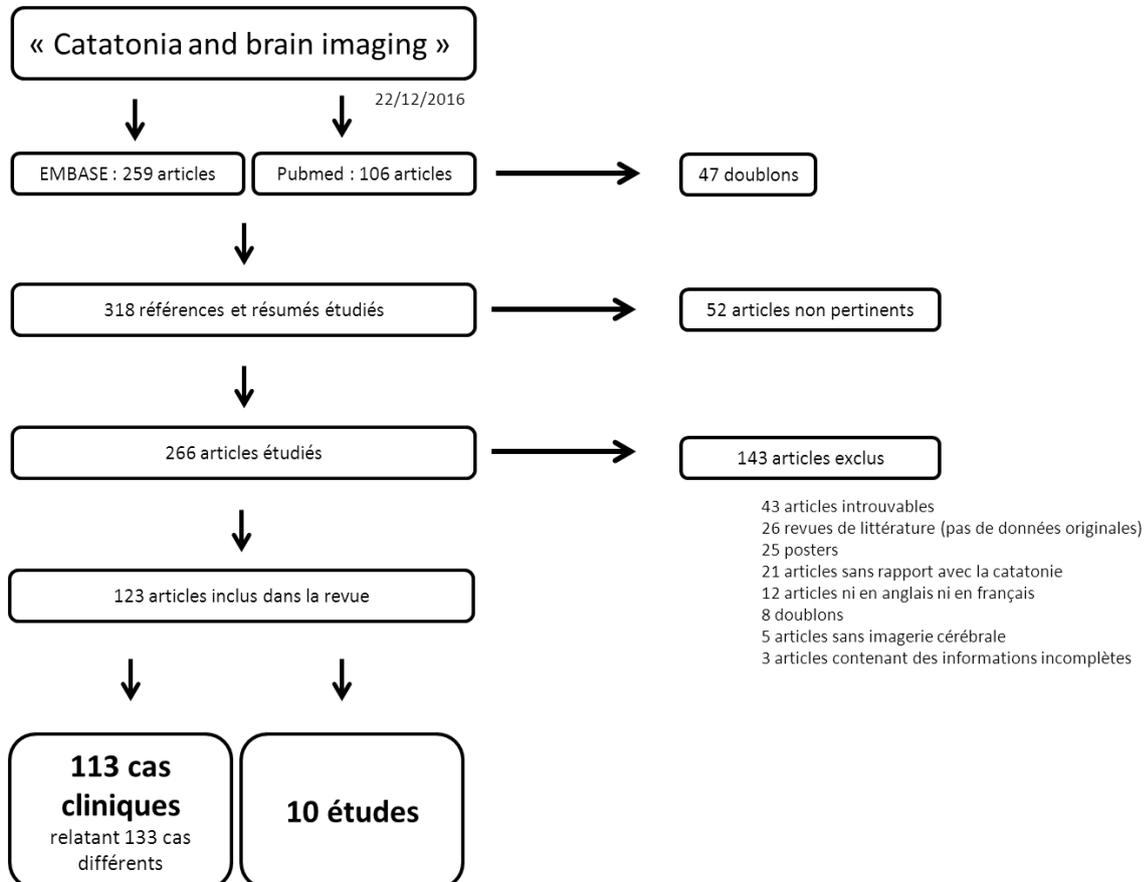 « Catatonia and brain imaging »
22/12/2016
EMBASE : 259 articles
Pubmed : 106 articles
47 doublons
318 références et résumés étudiés
52 articles non pertinents
266 articles étudiés
143 articles exclus
43 articles introuvables
26 revues de littérature (pas de données originales)
25 posters
21 articles sans rapport avec la catatonie
12 articles ni en anglais ni en français
8 doublons
5 articles sans imagerie cérébrale
3 articles contenant des informations incomplètes
123 articles inclus dans la revue
113 cas
cliniques
relatant 133 cas
différents
10 études